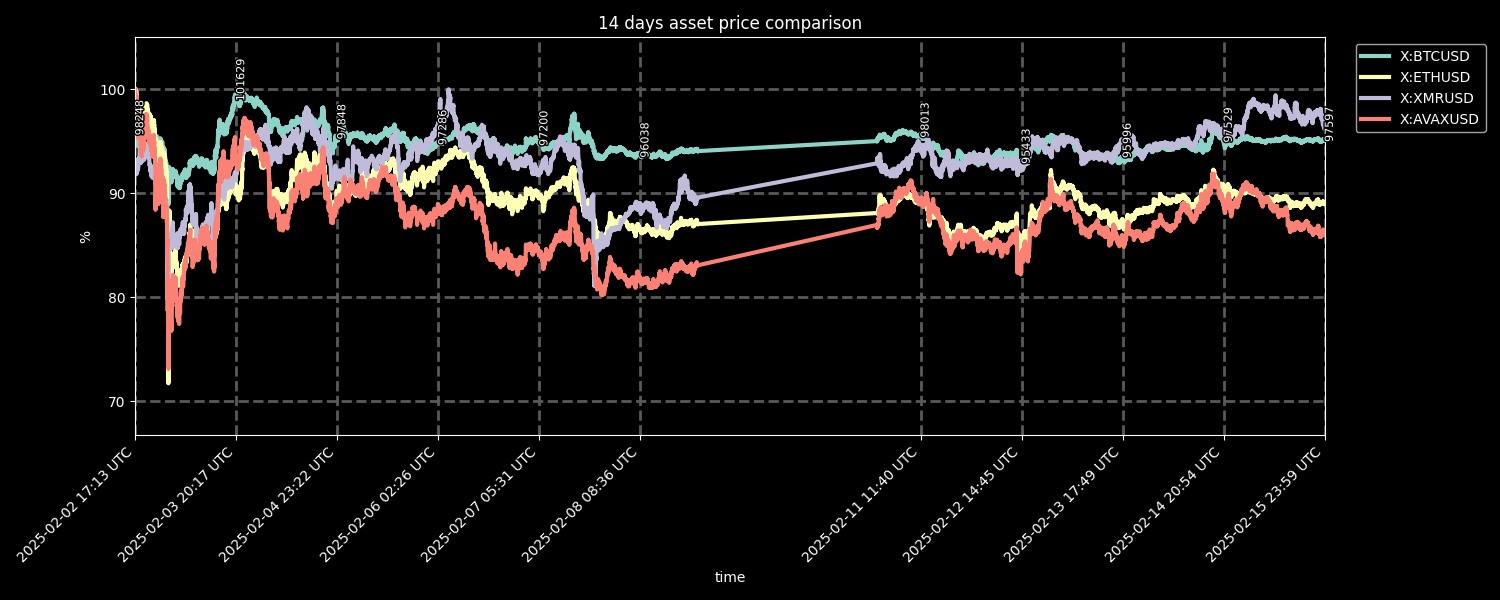 14 days asset price comparison
X:BTCUSD
X:ETHUSD
X:XMRUSD
X:AVAXUSD
100
90
80
70
%
98248
101629
97848
97286
97200
96038
98013
95433
95996
97529
97597
2025-02-02 17:13 UTC
2025-02-03 20:17 UTC
2025-02-04 23:22 UTC
2025-02-06 02:26 UTC
2025-02-07 05:31 UTC
2025-02-08 08:36 UTC
2025-02-11 11:40 UTC
2025-02-12 14:45 UTC
2025-02-13 17:49 UTC
2025-02-14 20:54 UTC
2025-02-15 23:59 UTC
time